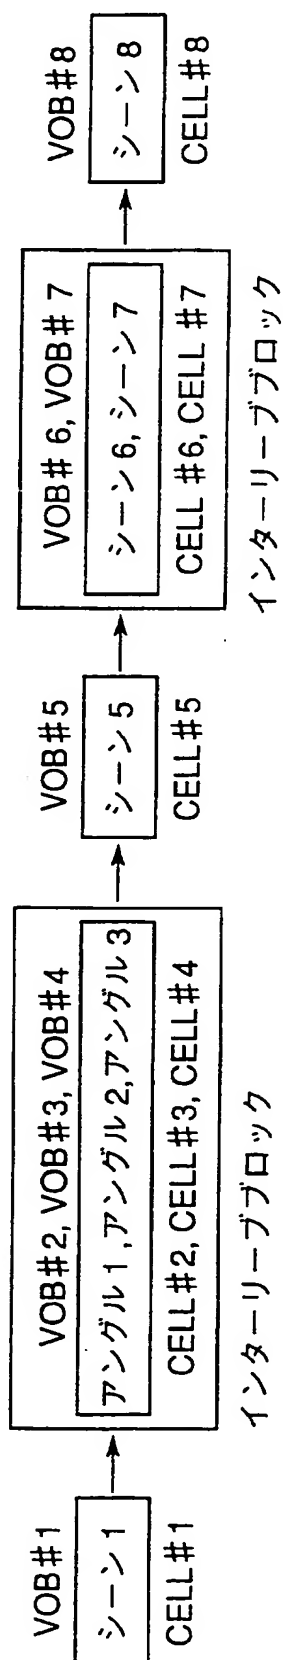 VOB#1
シーン1
CELL#1
VOB#2, VOB#3, VOB#4
アングル1,アングル2,アングル3
CELL#2, CELL#3, CELL#4
インターリーブブロック
VOB#5
シーン5
CELL#5
VOB# 6, VOB# 7
シーン6,シーン7
CELL #6, CELL #7
インターリーブブロック
VOB#8
シーン8
CELL#8